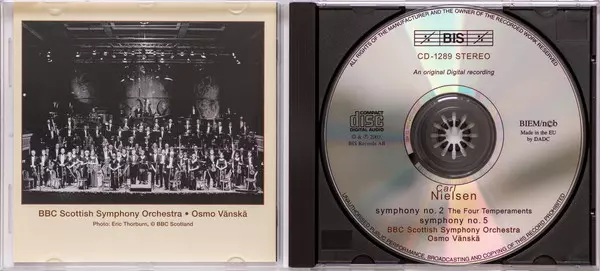 BBC Scottish Symphony Orchestra • Osmo Vänskä
Photo: Eric Thorburn, © BBC Scotland
ALL RIGHTS OF THE MANUFACTURER AND THE OWNER OF THE RECORDED WORK RESERVED.
BIS
CD-1289 STEREO
An original Digital recording
COMPACT
disc
DIGITAL AUDIO
BIS Records AB
BIEM/n©b
Made in the EU
by DADC
Carl
Nielsen
symphony no. 2 The Four Temperaments
symphony no. 5
BBC Scottish Symphony Orchestra
Osmo Vänskä
UNAUTHORISED PUBLIC PERFORMANCE, BROADCASTING AND COPYING OF THIS RECORD PROHIBITED